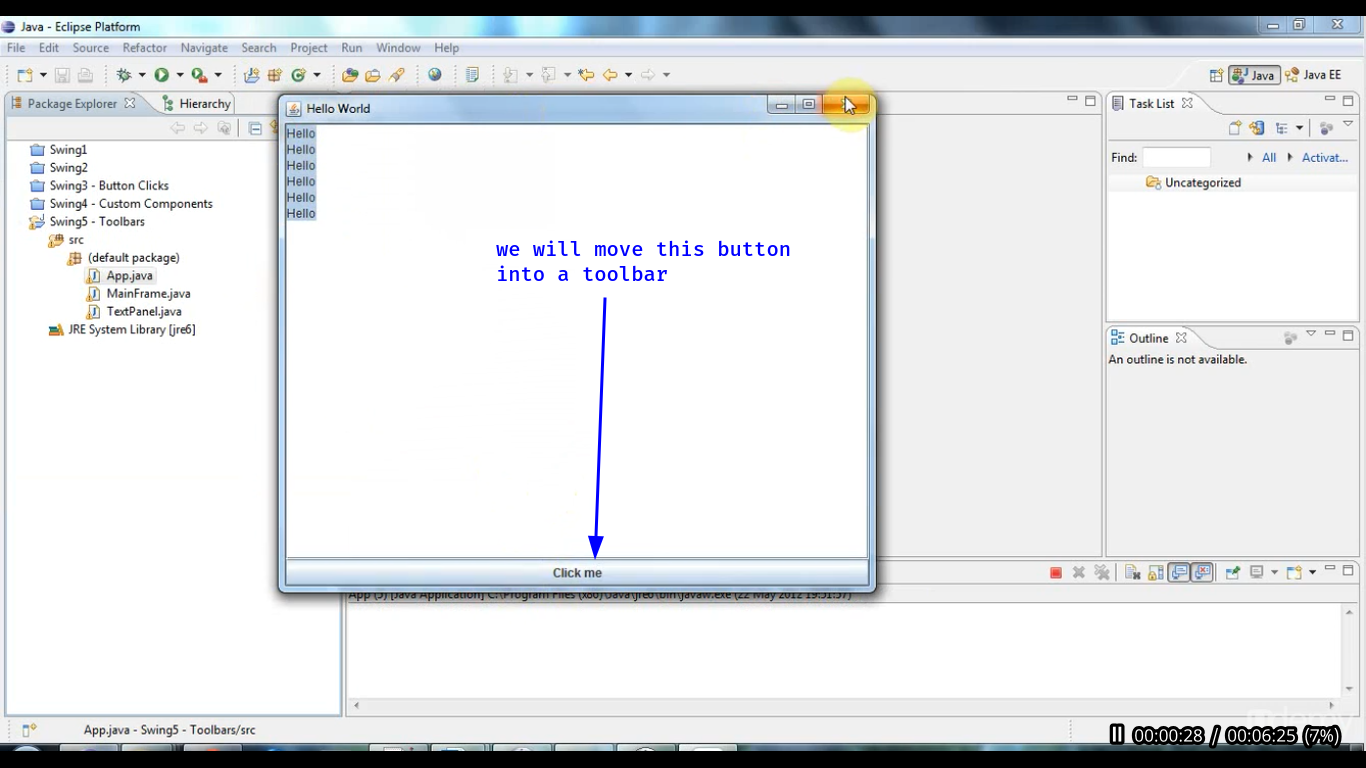 Java - Eclipse Platform
File Edit Source Refactor Navigate Search Project Run Window Help
Java Java EE
Package Explorer Hierarchy
Swing1
Swing2
Swing3 - Button Clicks
Swing4 - Custom Components
Swing5 - Toolbars
src
(default package)
App.java
MainFrame.java
TextPanel.java
JRE System Library [jre6]
Hello World
Hello
Hello
Hello
Hello
Hello
Hello
we will move this button
into a toolbar
Click me
Task List
Find: All Activat...
Uncategorized
Outline
An outline is not available.
App (5) [Java Application] C:\Program Files (x86)\Java\jre6\bin\javaw.exe (22 May 2012 19:51:57)
App.java - Swing5 - Toolbars/src
00:00:28 / 00:06:25 (7%)